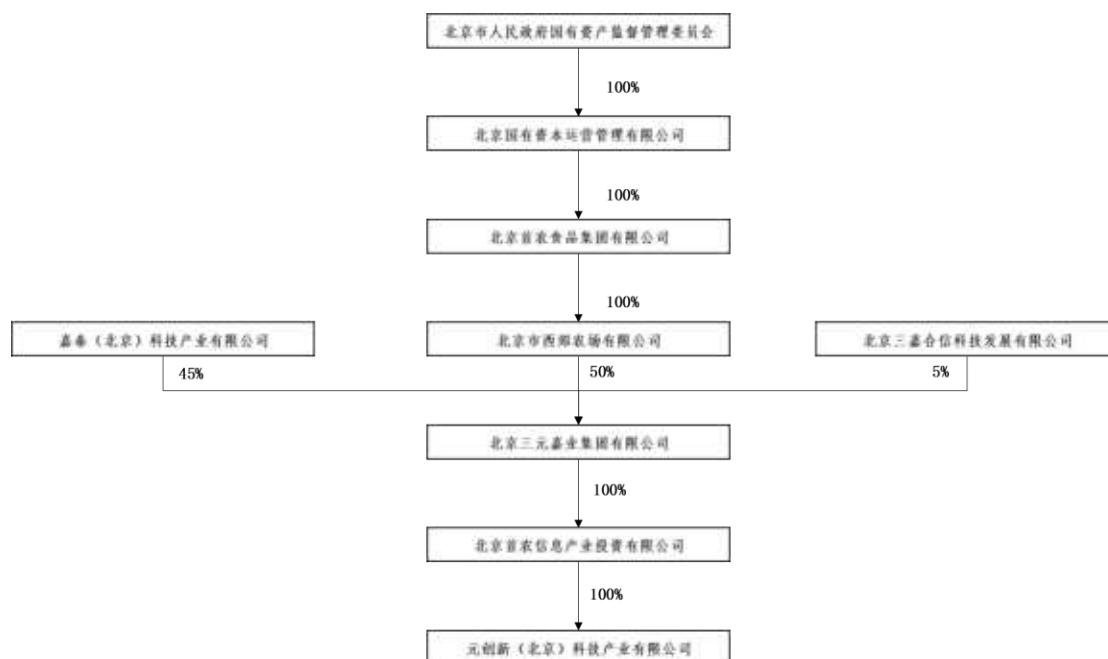 北京市人民政府国有资产监督管理委员会
100%
北京国有资本运营管理有限公司
100%
北京首农食品集团有限公司
100%
嘉泰（北京）科技产业有限公司
北京市西郊农场有限公司
北京三嘉合信科技发展有限公司
45%
50%
5%
北京三元嘉业集团有限公司
100%
北京首农信息产业投资有限公司
100%
元创新（北京）科技产业有限公司